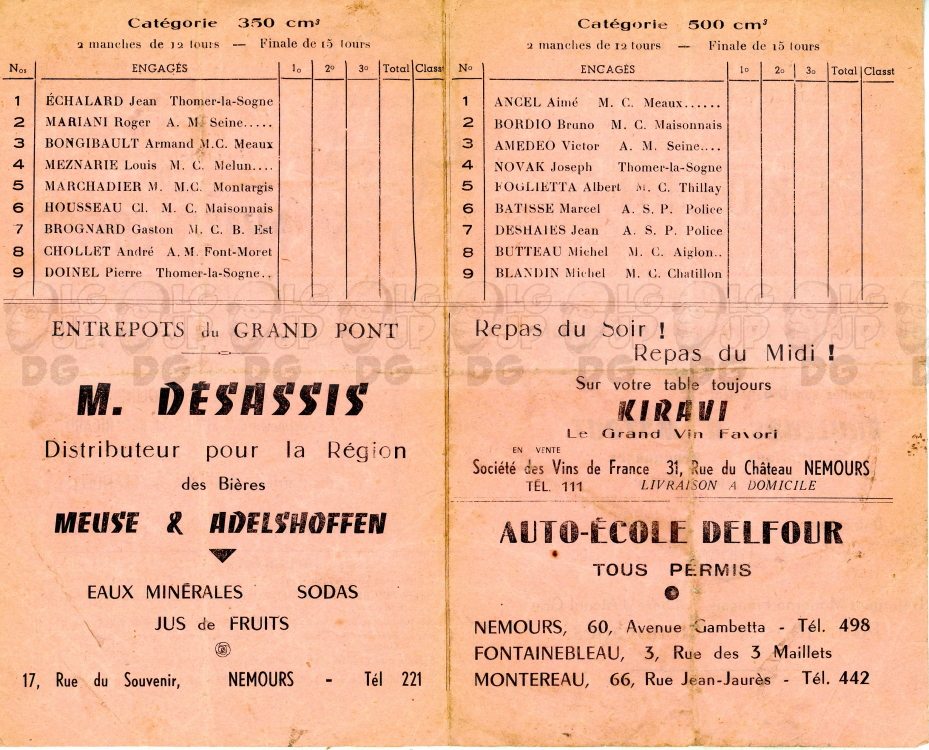 Catégorie 350 cm³
2 manches de 12 tours — Finale de 15 tours
Nos ENGAGÉS 1o 2o 3o Total Classt
1 ÉCHALARD Jean Thomer-la-Sogne
2 MARIANI Roger A. M. Seine.....
3 BONGIBAULT Armand M.C. Meaux
4 MEZNARIE Louis M. C. Melun....
5 MARCHADIER M. M.C. Montargis
6 HOUSSEAU Cl. M. C. Maisonnais
7 BROGNARD Gaston M. C. B. Est
8 CHOLLET André A. M. Font-Moret
9 DOINEL Pierre Thomer-la-Sogne..
ENTREPOTS du GRAND PONT
M. DÉSASSIS
Distributeur pour la Région
des Bières
MEUSE & ADELSHOFFEN
EAUX MINÉRALES SODAS
JUS de FRUITS
17, Rue du Souvenir, NEMOURS - Tél 221
Catégorie 500 cm³
2 manches de 12 tours — Finale de 15 tours
No ENCAGÉS 1o 2o 3o Total Classt
1 ANCEL Aimé M. C. Meaux......
2 BORDIO Bruno M. C. Maisonnais
3 AMEDEO Victor A. M. Seine....
4 NOVAK Joseph Thomer-la-Sogne
5 FOGLIETTA Albert M. C. Thillay
6 BATISSE Marcel A. S. P. Police
7 DESHAIES Jean A. S. P. Police
8 BUTTEAU Michel M. C. Aiglon..
9 BLANDIN Michel M. C. Chatillon
Repas du Soir !
Repas du Midi !
Sur votre table toujours
KIRAVI
Le Grand Vin Favori
EN VENTE
Société des Vins de France 31, Rue du Château NEMOURS
TÉL. 111 LIVRAISON A DOMICILE
AUTO-ÉCOLE DELFOUR
TOUS PERMIS
NEMOURS, 60, Avenue Gambetta - Tél. 498
FONTAINEBLEAU, 3, Rue des 3 Maillets
MONTEREAU, 66, Rue Jean-Jaurès - Tél. 442